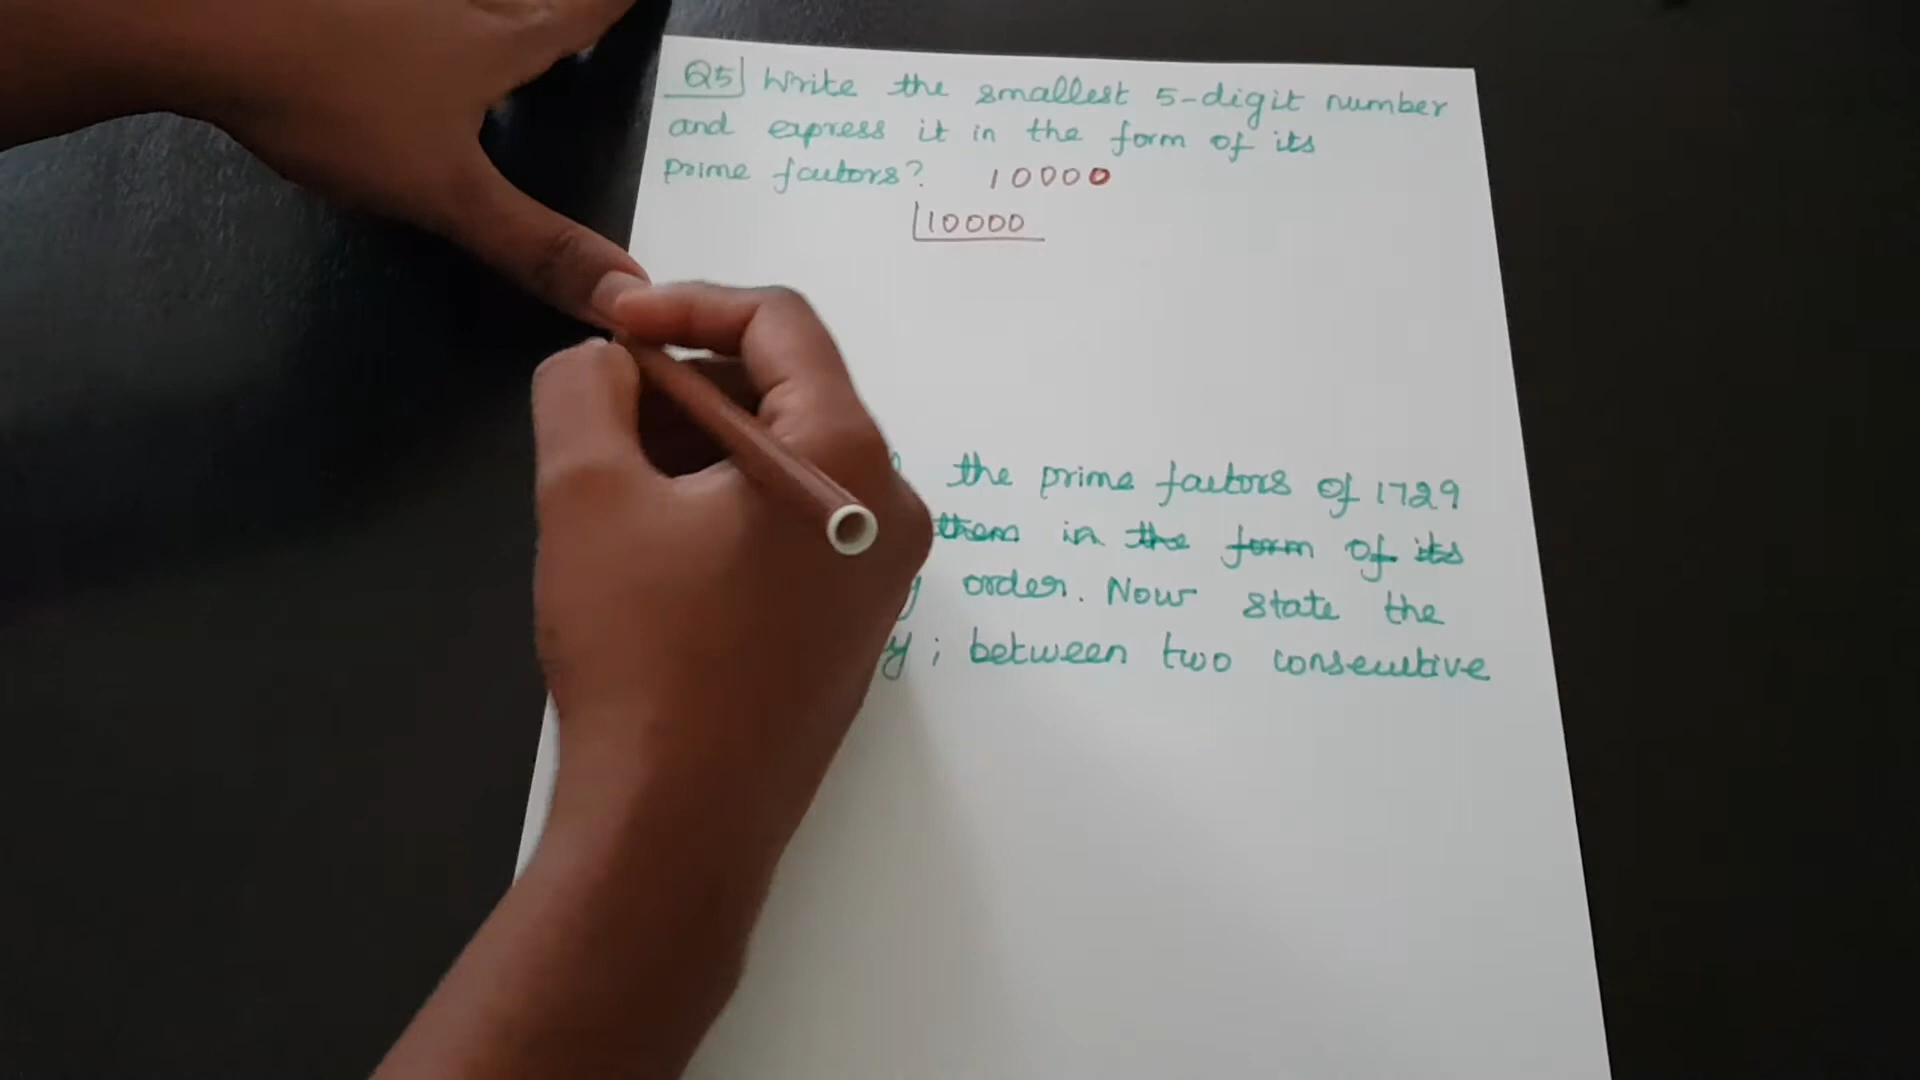 Q5 Write the smallest 5-digit number
and express it in the form of its
prime factors? 10000
10000
the prime factors of 1729
them in the form of its
order. Now state the
; between two consecutive